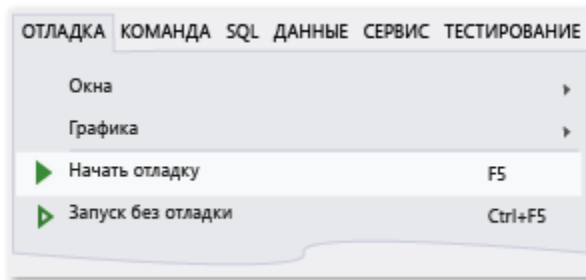 ОТЛАДКА КОМАНДА SQL ДАННЫЕ СЕРВИС ТЕСТИРОВАНИЕ
Окна
Графика
Начать отладку F5
Запуск без отладки Ctrl+F5